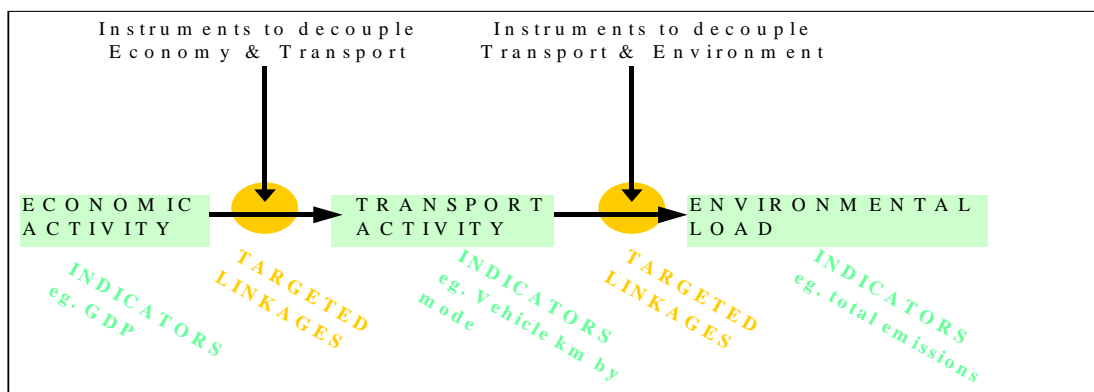 Instruments to decouple
Economy & Transport
Instruments to decouple
Transport & Environment
ECONOMIC
ACTIVITY
TRANSPORT
ACTIVITY
ENVIRONMENTAL
LOAD
INDICATORS
eg. GDP
TARGETED
LINKAGES
INDICATORS
eg. Vehicle km by
mode
TARGETED
LINKAGES
INDICATORS
eg. total emissions